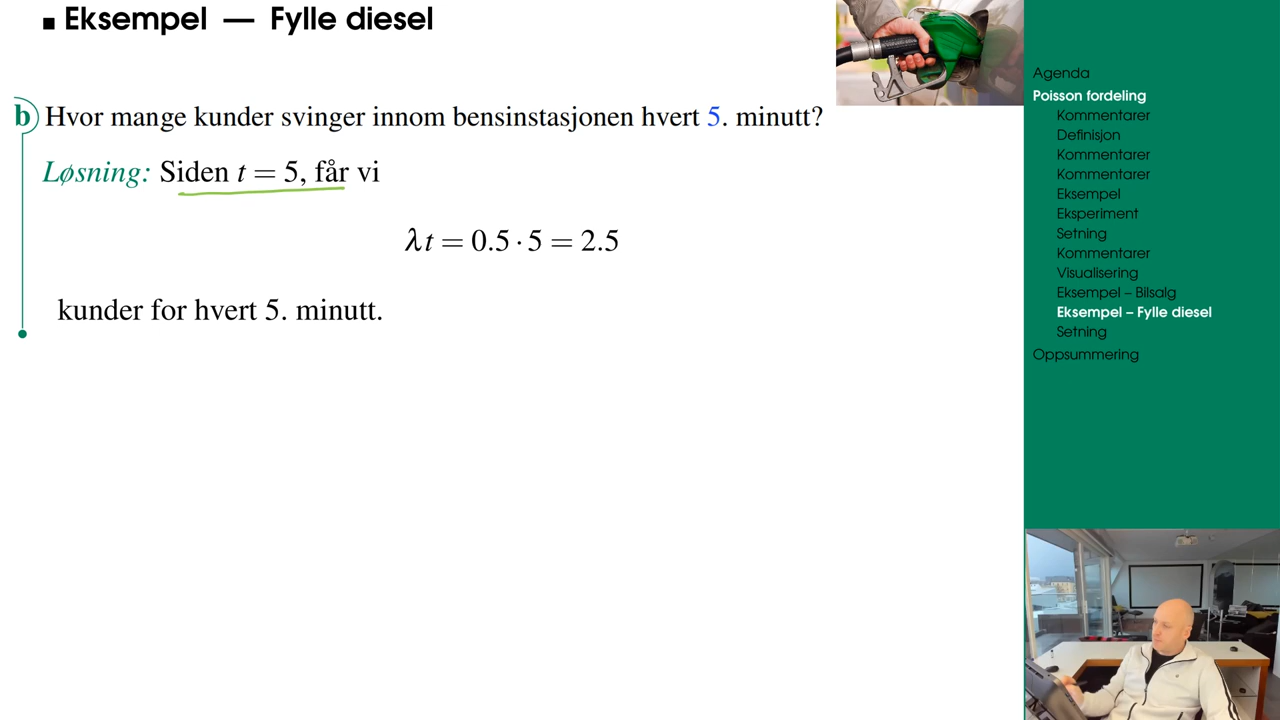 Eksempel — Fylle diesel
b Hvor mange kunder svinger innom bensinstasjonen hvert 5. minutt?
Løsning: Siden t = 5, får vi
λt = 0.5 · 5 = 2.5
kunder for hvert 5. minutt.
Agenda
Poisson fordeling
Kommentarer
Definisjon
Kommentarer
Kommentarer
Eksempel
Eksperiment
Setning
Kommentarer
Visualisering
Eksempel – Bilsalg
Eksempel – Fylle diesel
Setning
Oppsummering